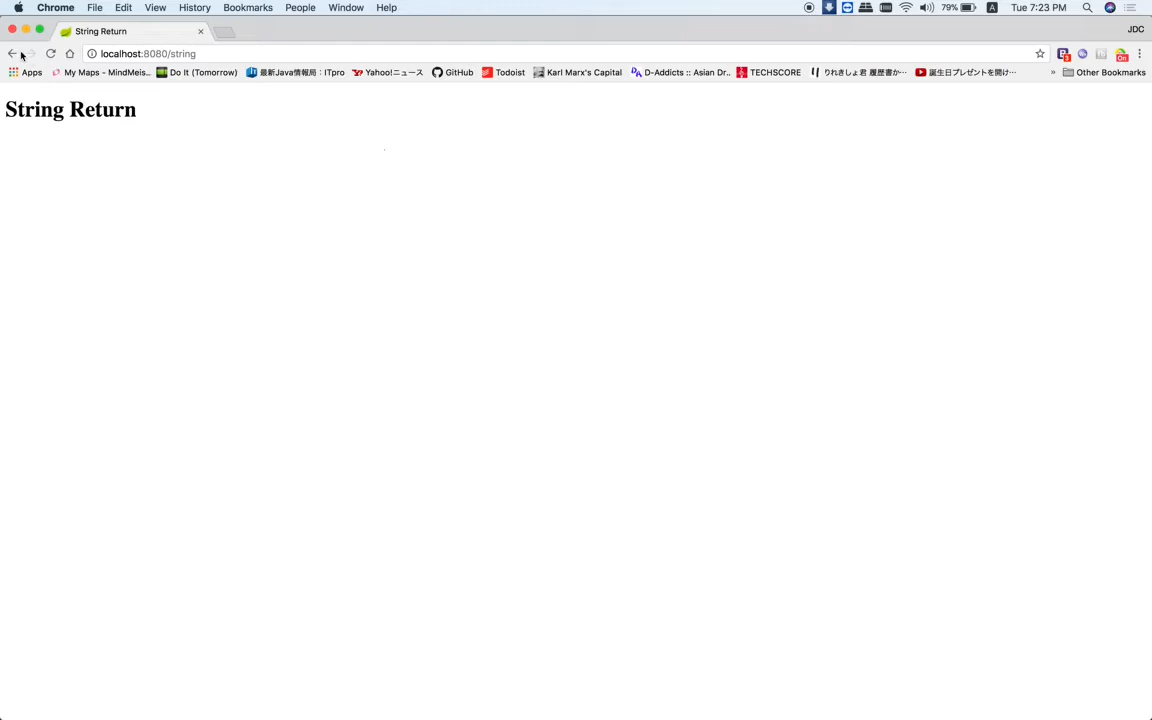 Chrome File Edit View History Bookmarks People Window Help 79% A Tue 7:23 PM
String Return JDC
localhost:8080/string
Apps My Maps - MindMeis... Do It (Tomorrow) 最新Java情報局：ITpro Yahoo!ニュース GitHub Todoist Karl Marx's Capital D-Addicts :: Asian Dr... TECHSCORE りれきしょ君 履歴書か… 誕生日プレゼントを開け… » Other Bookmarks
String Return